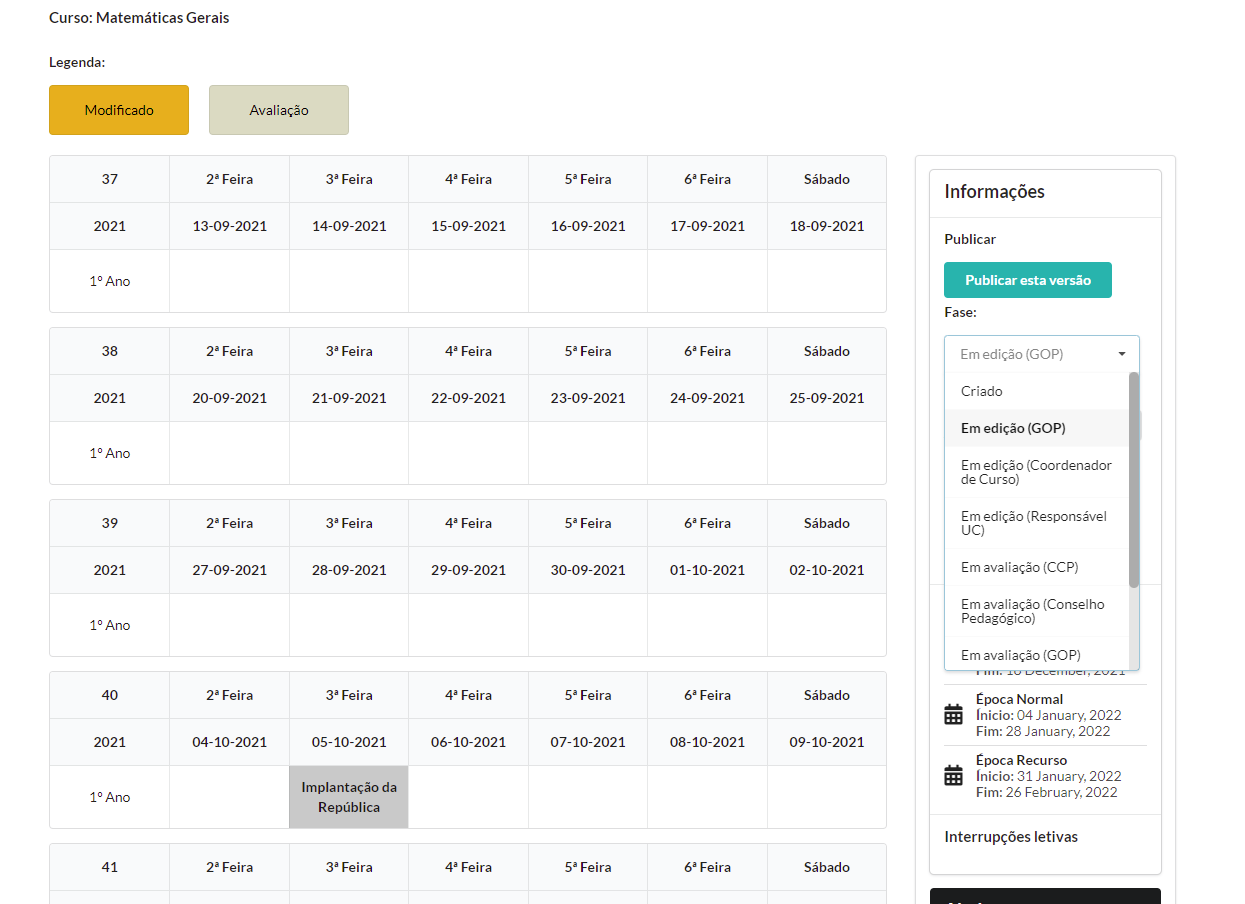 Curso: Matemáticas Gerais
Legenda:
Modificado Avaliação
37 2ª Feira 3ª Feira 4ª Feira 5ª Feira 6ª Feira Sábado
2021 13-09-2021 14-09-2021 15-09-2021 16-09-2021 17-09-2021 18-09-2021
1º Ano
38 2ª Feira 3ª Feira 4ª Feira 5ª Feira 6ª Feira Sábado
2021 20-09-2021 21-09-2021 22-09-2021 23-09-2021 24-09-2021 25-09-2021
1º Ano
39 2ª Feira 3ª Feira 4ª Feira 5ª Feira 6ª Feira Sábado
2021 27-09-2021 28-09-2021 29-09-2021 30-09-2021 01-10-2021 02-10-2021
1º Ano
40 2ª Feira 3ª Feira 4ª Feira 5ª Feira 6ª Feira Sábado
2021 04-10-2021 05-10-2021 06-10-2021 07-10-2021 08-10-2021 09-10-2021
1º Ano
Implantação da
República
41 2ª Feira 3ª Feira 4ª Feira 5ª Feira 6ª Feira Sábado
Informações
Publicar
Publicar esta versão
Fase:
Em edição (GOP)
Criado
Em edição (GOP)
Em edição (Coordenador
de Curso)
Em edição (Responsável
UC)
Em avaliação (CCP)
Em avaliação (Conselho
Pedagógico)
Em avaliação (GOP)
Época Normal
Ínicio: 04 January, 2022
Fim: 28 January, 2022
Época Recurso
Ínicio: 31 January, 2022
Fim: 26 February, 2022
Interrupções letivas